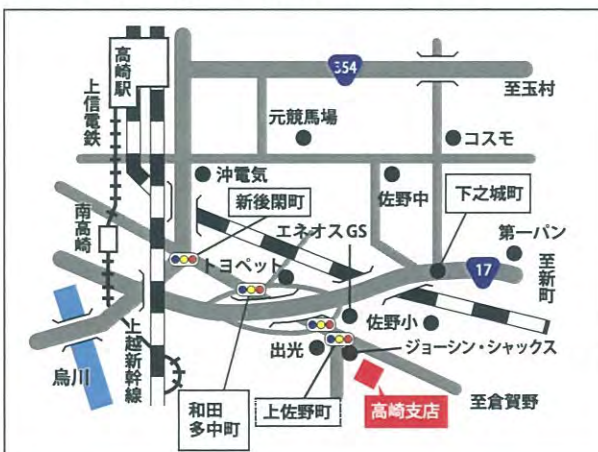 高崎駅
上信電鉄
354
至玉村
元競馬場
コスモ
沖電気
佐野中
下之城町
新後閑町
エネオスGS
第一パン
南高崎
トヨペット
17
至新町
佐野小
出光
ジョーシン・シャックス
上越新幹線
烏川
和田
多中町
上佐野町
高崎支店
至倉賀野